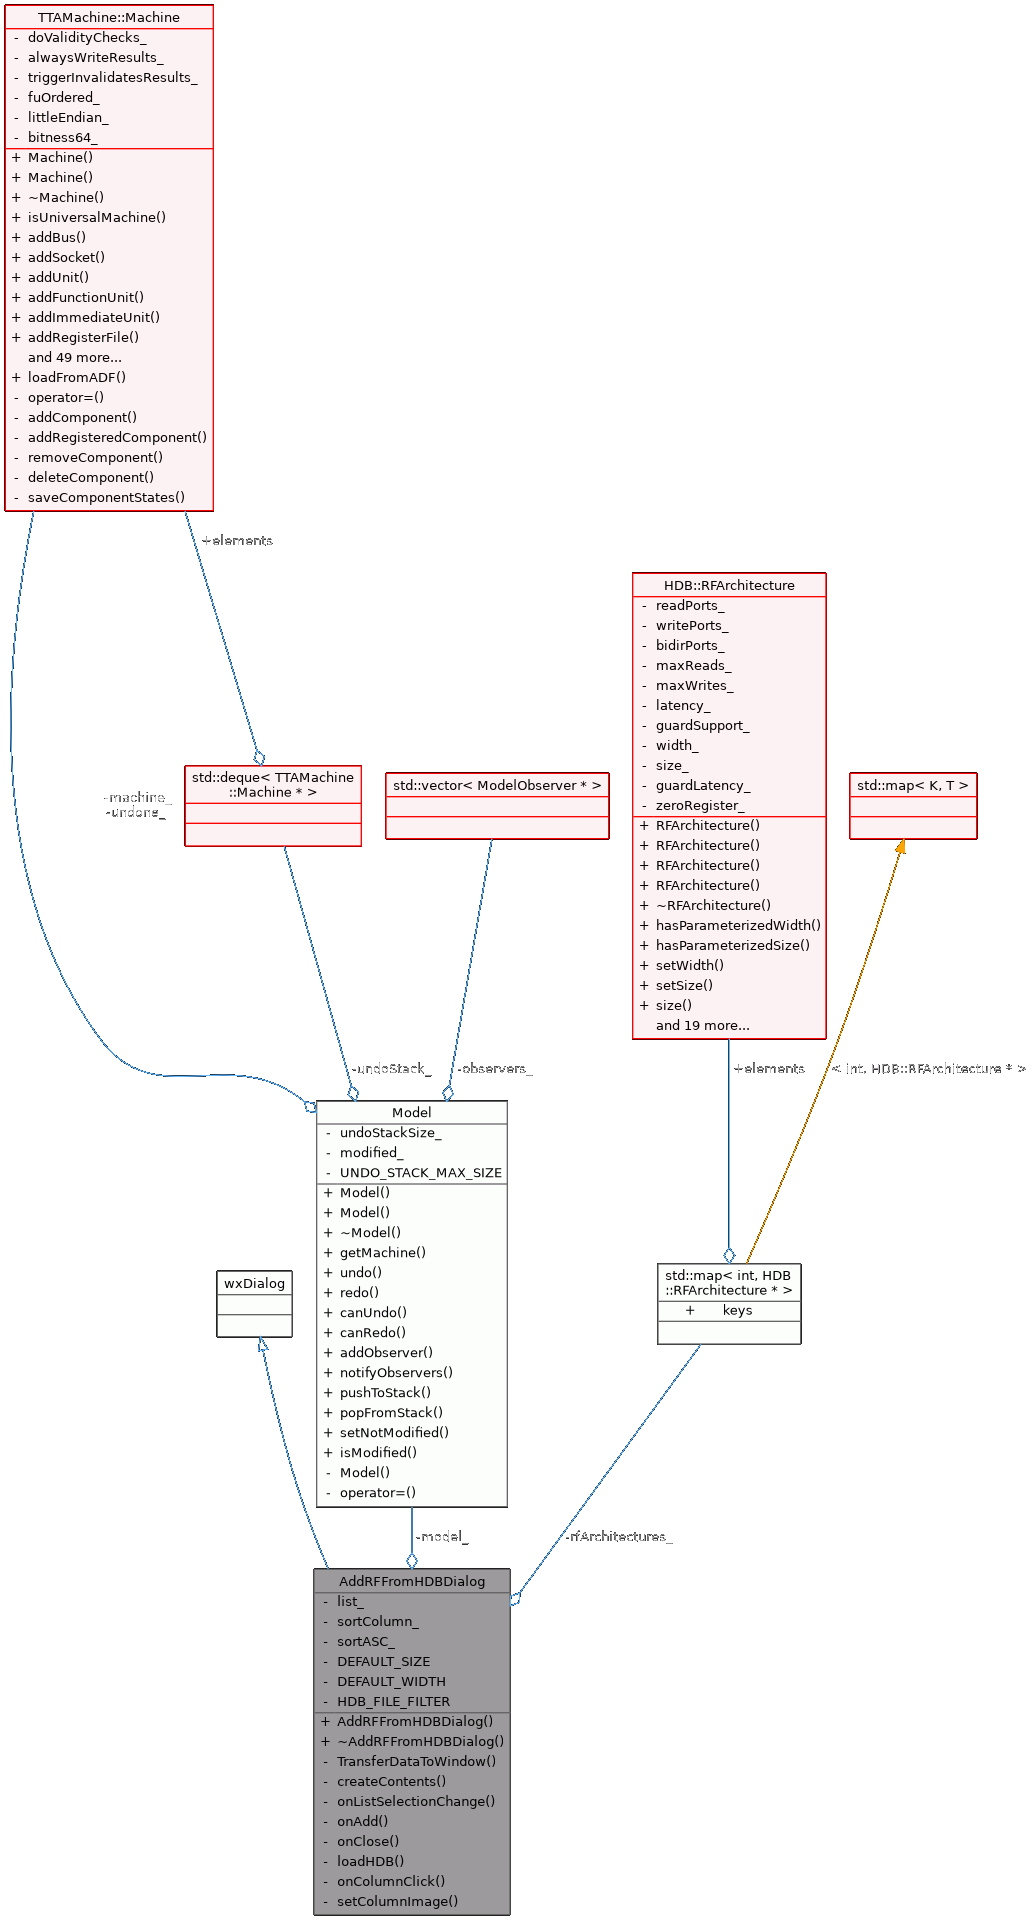 TTAMachine::Machine
- doValidityChecks_
- alwaysWriteResults_
- triggerInvalidatesResults_
- fuOrdered_
- littleEndian_
- bitness64_
+ Machine()
+ Machine()
+ ~Machine()
+ isUniversalMachine()
+ addBus()
+ addSocket()
+ addUnit()
+ addFunctionUnit()
+ addImmediateUnit()
+ addRegisterFile()
and 49 more...
+ loadFromADF()
- operator=()
- addComponent()
- addRegisteredComponent()
- removeComponent()
- deleteComponent()
- saveComponentStates()
+elements
HDB::RFArchitecture
- readPorts_
- writePorts_
- bidirPorts_
- maxReads_
- maxWrites_
- latency_
- guardSupport_
- width_
- size_
- guardLatency_
- zeroRegister_
+ RFArchitecture()
+ RFArchitecture()
+ RFArchitecture()
+ RFArchitecture()
+ ~RFArchitecture()
+ hasParameterizedWidth()
+ hasParameterizedSize()
+ setWidth()
+ setSize()
+ size()
and 19 more...
std::deque< TTAMachine
::Machine * >
std::vector< ModelObserver * >
std::map< K, T >
-machine_
-undone_
-undoStack_
-observers_
+elements
< int, HDB::RFArchitecture * >
Model
- undoStackSize_
- modified_
- UNDO_STACK_MAX_SIZE
+ Model()
+ Model()
+ ~Model()
+ getMachine()
+ undo()
+ redo()
+ canUndo()
+ canRedo()
+ addObserver()
+ notifyObservers()
+ pushToStack()
+ popFromStack()
+ setNotModified()
+ isModified()
- Model()
- operator=()
wxDialog
std::map< int, HDB
::RFArchitecture * >
+ keys
-model_
-rfArchitectures_
AddRFFromHDBDialog
- list_
- sortColumn_
- sortASC_
- DEFAULT_SIZE
- DEFAULT_WIDTH
- HDB_FILE_FILTER
+ AddRFFromHDBDialog()
+ ~AddRFFromHDBDialog()
- TransferDataToWindow()
- createContents()
- onListSelectionChange()
- onAdd()
- onClose()
- loadHDB()
- onColumnClick()
- setColumnImage()